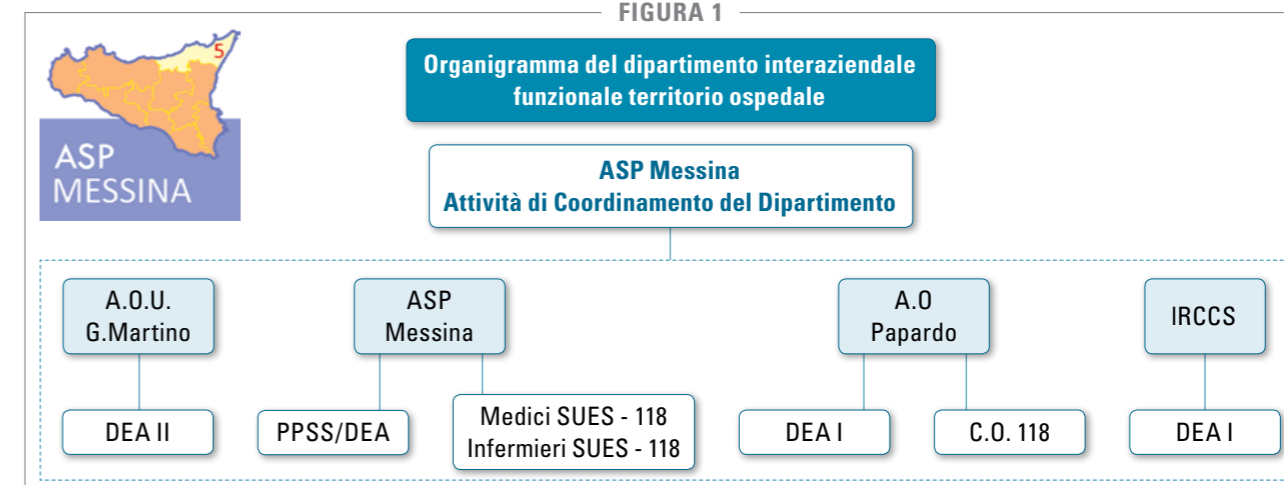 FIGURA 1
5
ASP
MESSINA
Organigramma del dipartimento interaziendale
funzionale territorio ospedale
ASP Messina
Attività di Coordinamento del Dipartimento
A.O.U.
G.Martino
ASP
Messina
A.O
Papardo
IRCCS
DEA II
PPSS/DEA
Medici SUES - 118
Infermieri SUES - 118
DEA I
C.O. 118
DEA I